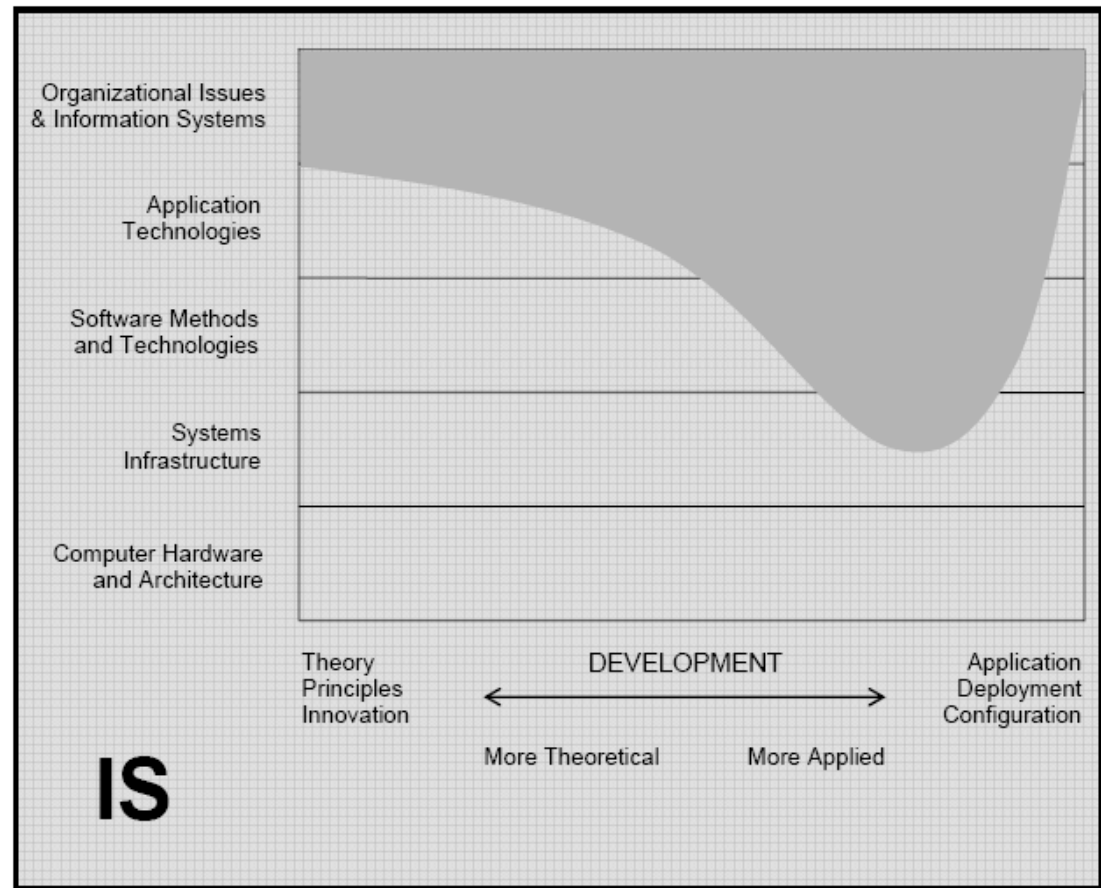 Organizational Issues
& Information Systems
Application
Technologies
Software Methods
and Technologies
Systems
Infrastructure
Computer Hardware
and Architecture
Theory
Principles
Innovation
DEVELOPMENT
More Theoretical
More Applied
Application
Deployment
Configuration
IS